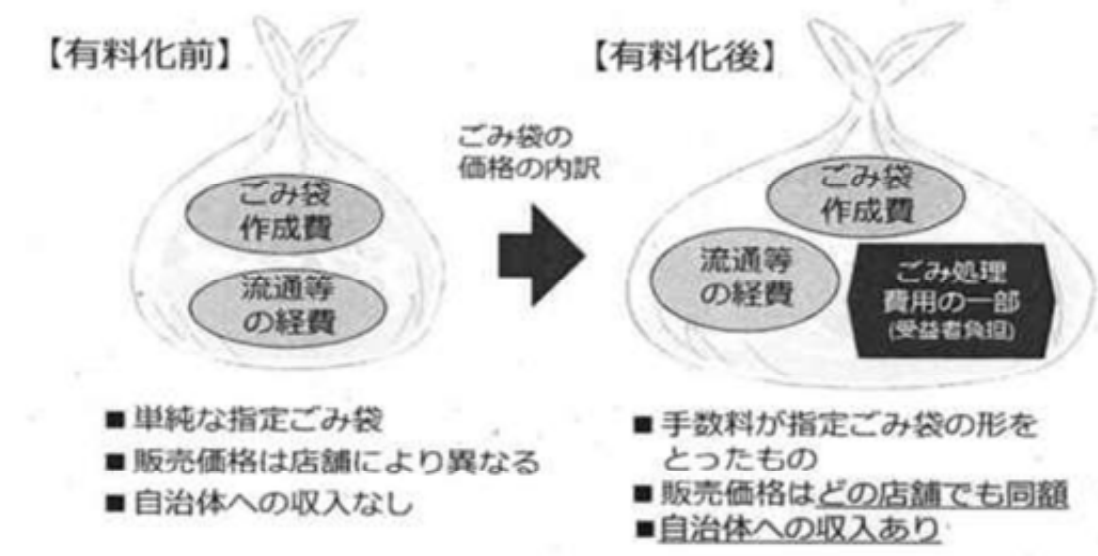 【有料化前】
ごみ袋
作成費
流通等
の経費
■単純な指定ごみ袋
■販売価格は店舗により異なる
■自治体への収入なし
ごみ袋の
価格の内訳
【有料化後】
ごみ袋
作成費
流通等
の経費
ごみ処理
費用の一部
(受益者負担)
■手数料が指定ごみ袋の形を
とったもの
■販売価格はどの店舗でも同額
■自治体への収入あり